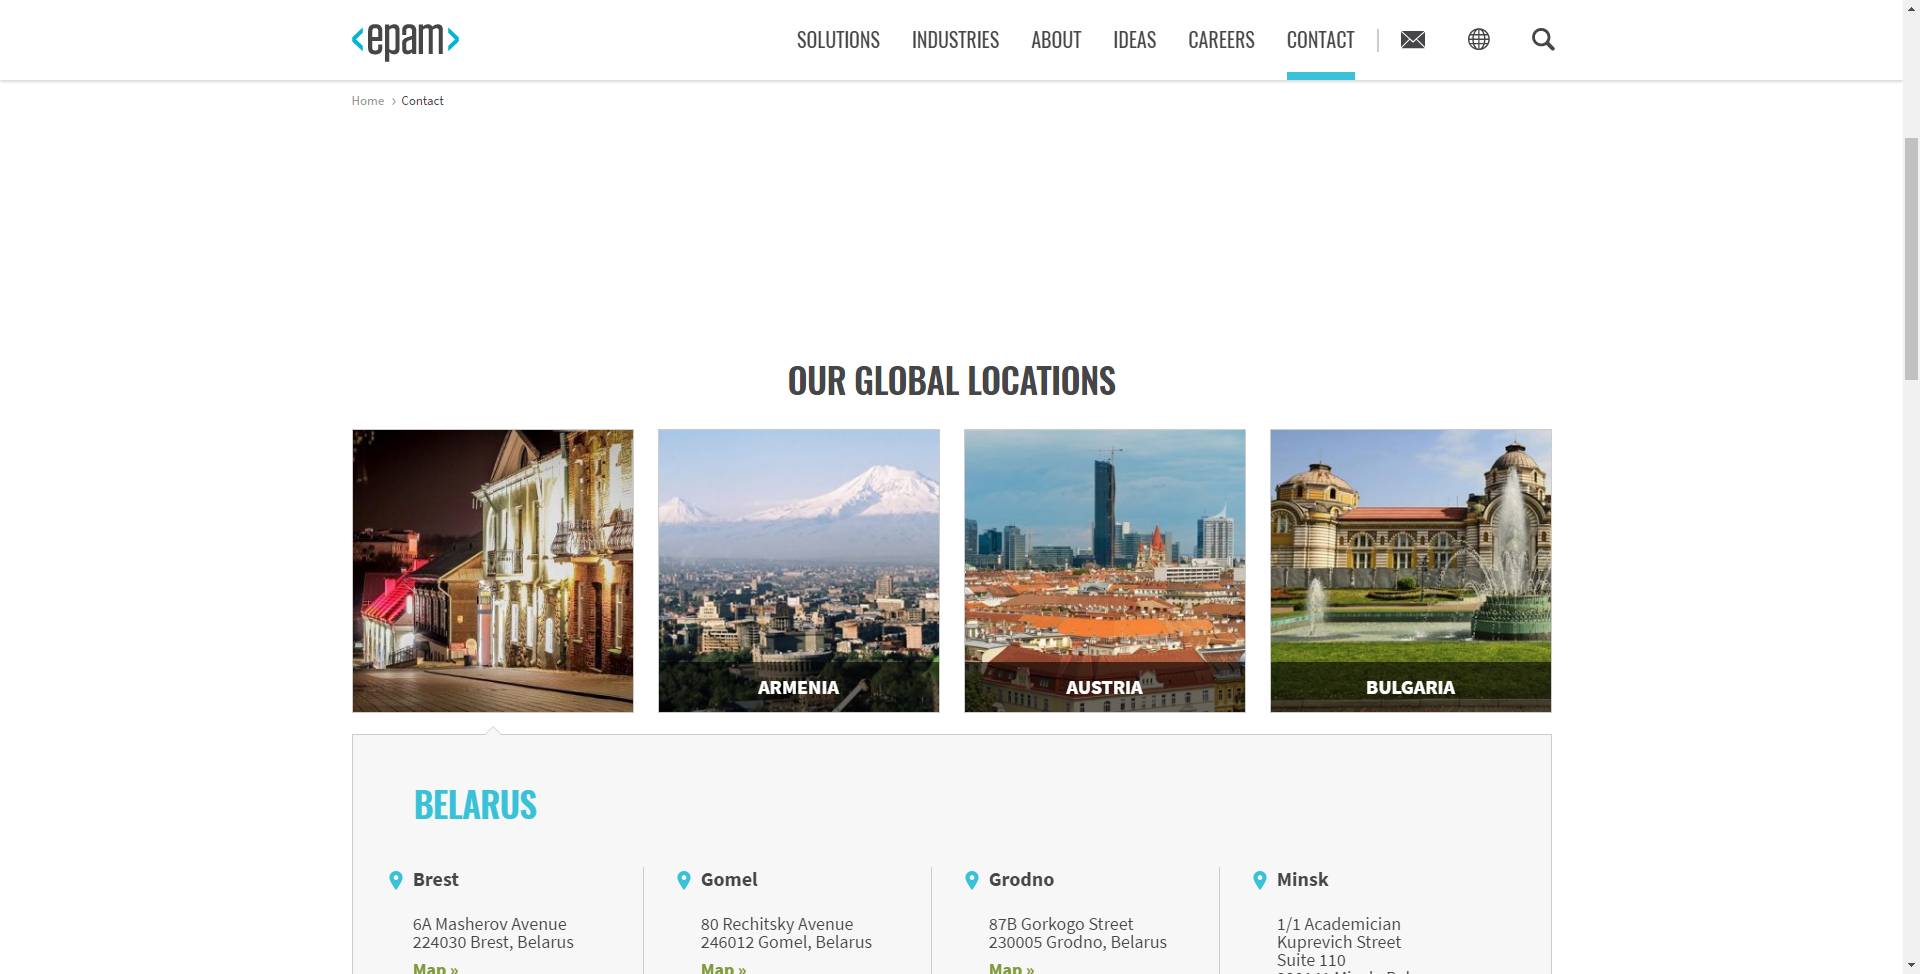 <epam>
SOLUTIONS INDUSTRIES ABOUT IDEAS CAREERS CONTACT
Home › Contact
OUR GLOBAL LOCATIONS
ARMENIA
AUSTRIA
BULGARIA
BELARUS
Brest
6A Masherov Avenue
224030 Brest, Belarus
Map »
Gomel
80 Rechitsky Avenue
246012 Gomel, Belarus
Map »
Grodno
87B Gorkogo Street
230005 Grodno, Belarus
Map »
Minsk
1/1 Academician
Kuprevich Street
Suite 110